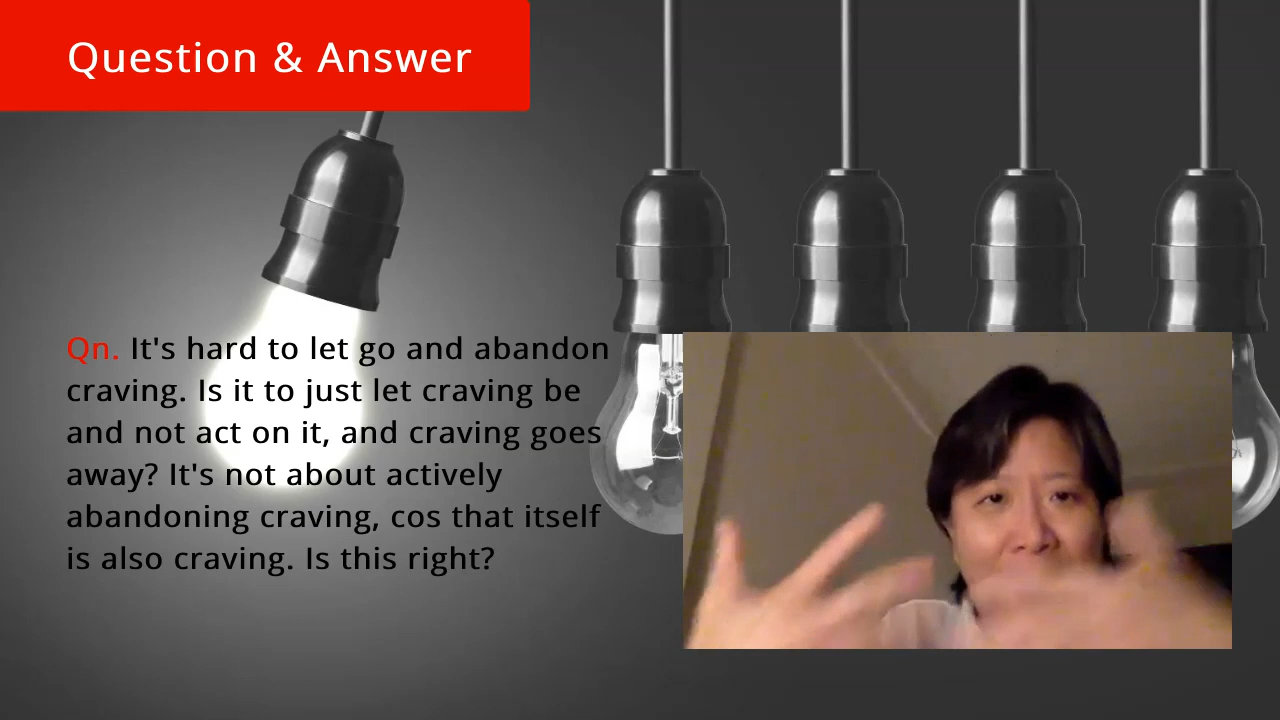 Question & Answer
Qn. It's hard to let go and abandon
craving. Is it to just let craving be
and not act on it, and craving goes
away? It's not about actively
abandoning craving, cos that itself
is also craving. Is this right?